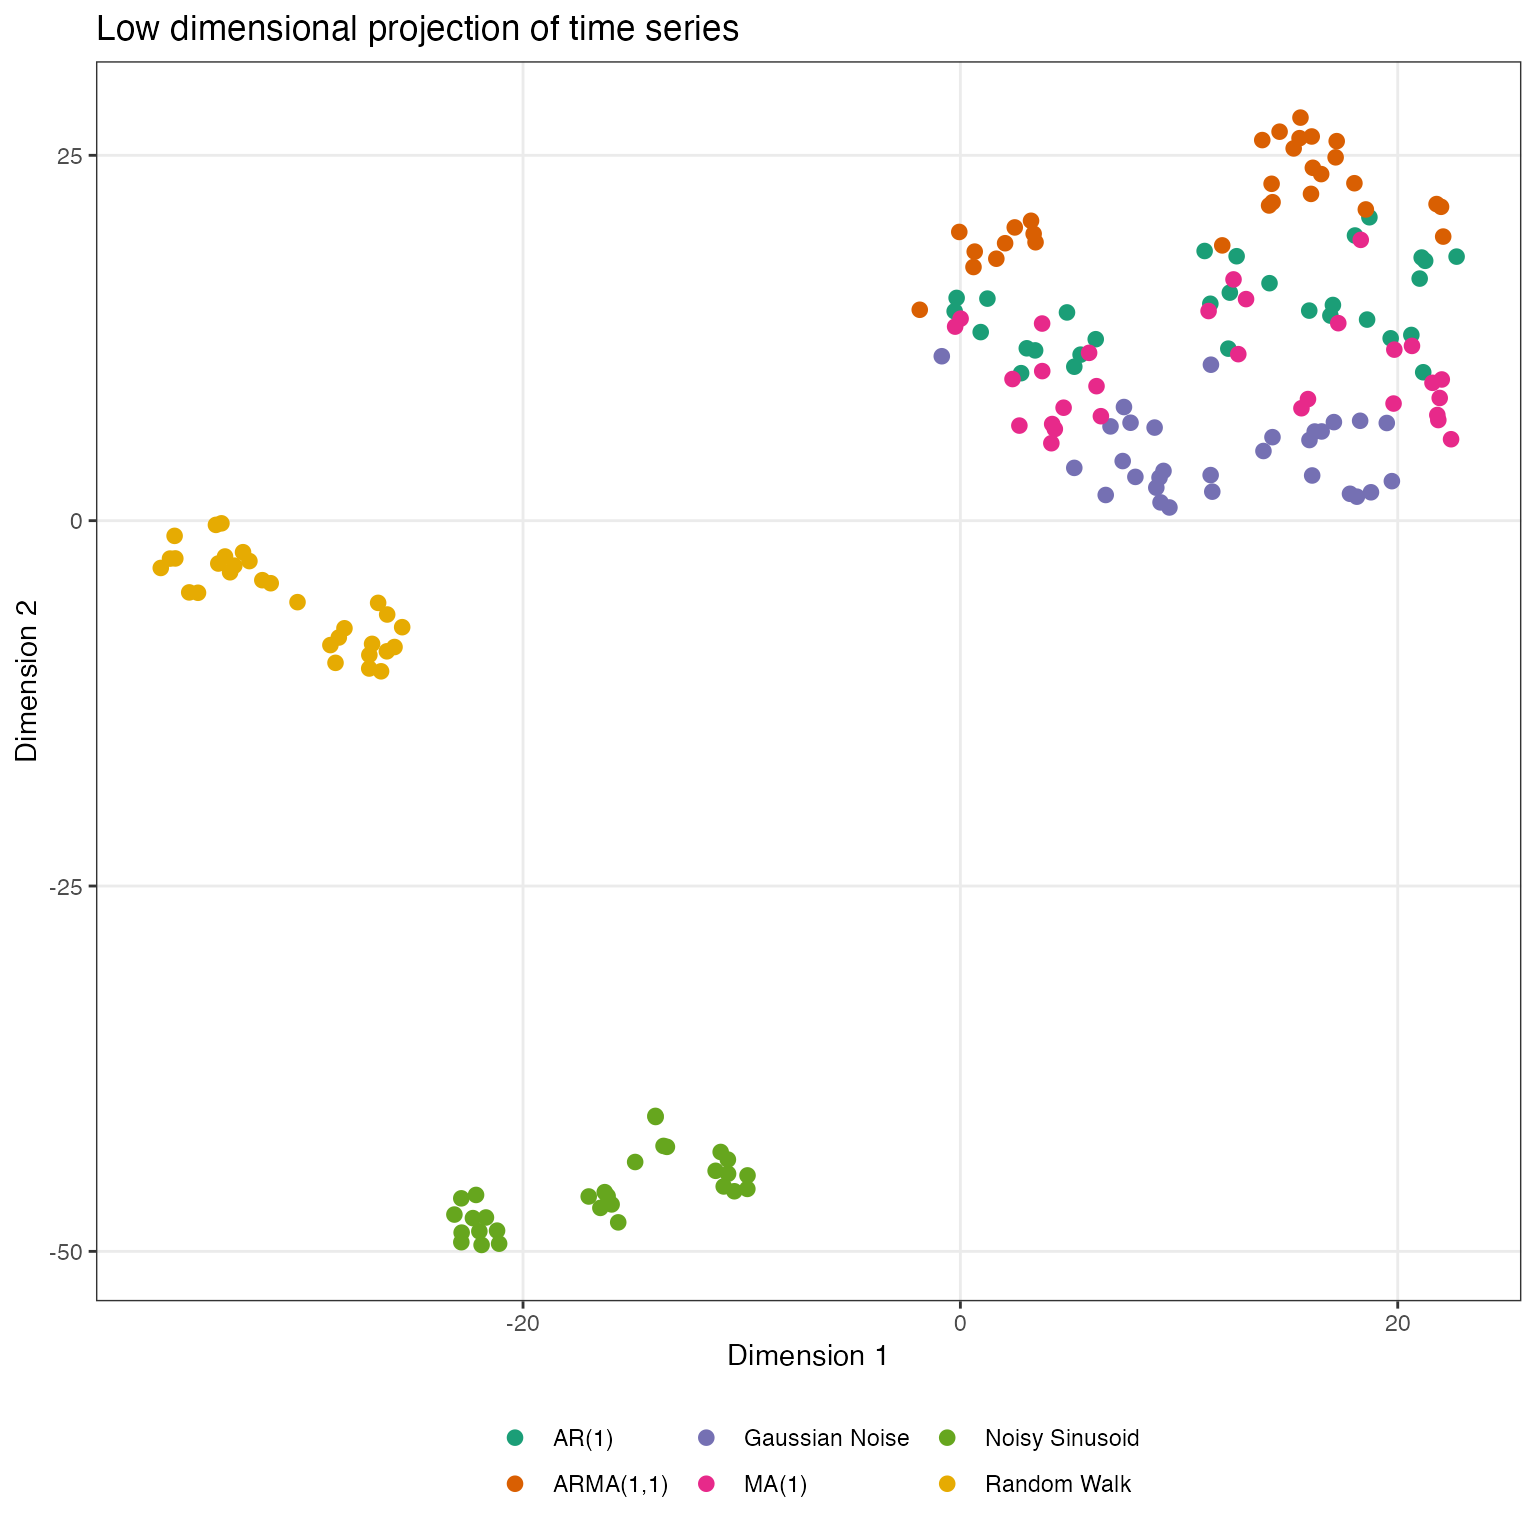 Low dimensional projection of time series
25
0
-25
-50
Dimension 2
-20 0 20
Dimension 1
AR(1) Gaussian Noise Noisy Sinusoid
ARMA(1,1) MA(1) Random Walk